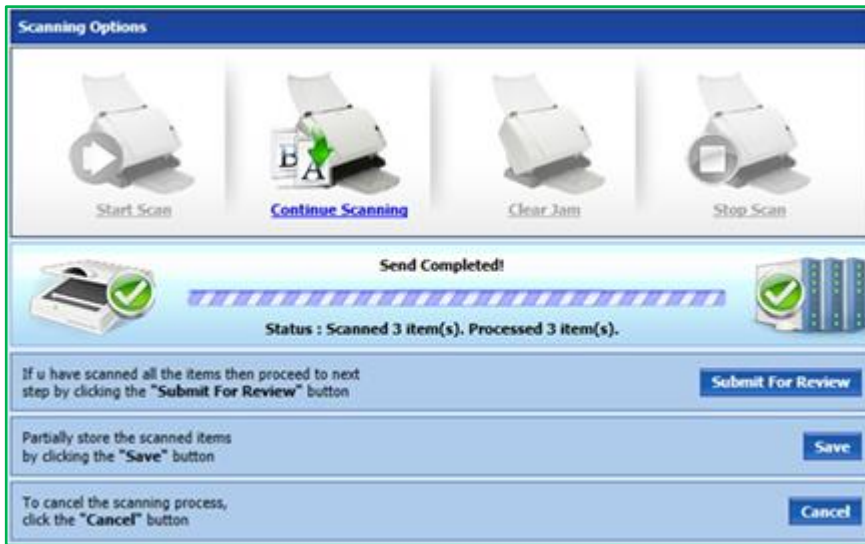 Scanning Options
Start Scan
Continue Scanning
Clear Jam
Stop Scan
B
A
Send Completed!
Status : Scanned 3 item(s). Processed 3 item(s).
If u have scanned all the items then proceed to next
step by clicking the "Submit For Review" button
Submit For Review
Partially store the scanned items
by clicking the "Save" button
Save
To cancel the scanning process,
click the "Cancel" button
Cancel